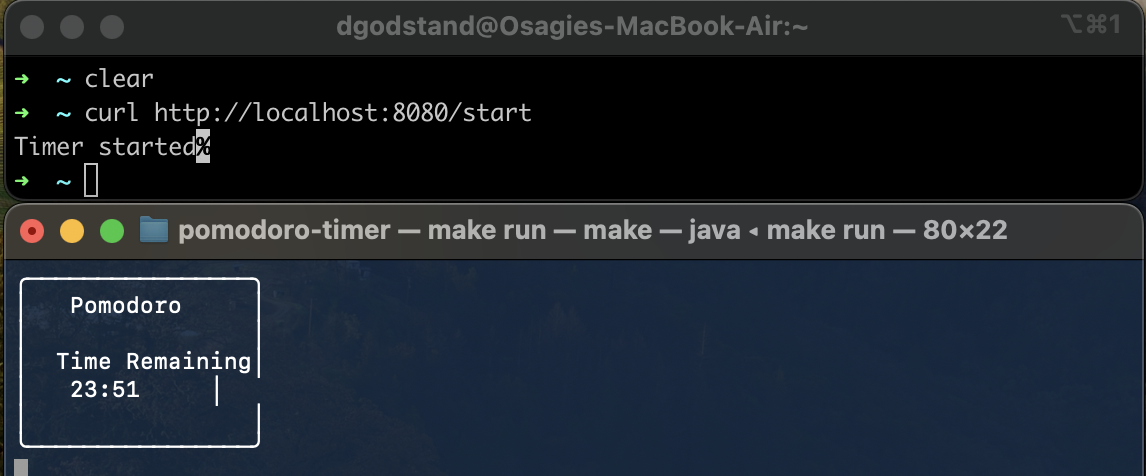 dgodstand@Osagies-MacBook-Air:~ ⌥⌘1
➜ ~ clear
➜ ~ curl http://localhost:8080/start
Timer started%
➜ ~
pomodoro-timer — make run — make — java ◂ make run — 80×22
Pomodoro
Time Remaining
23:51